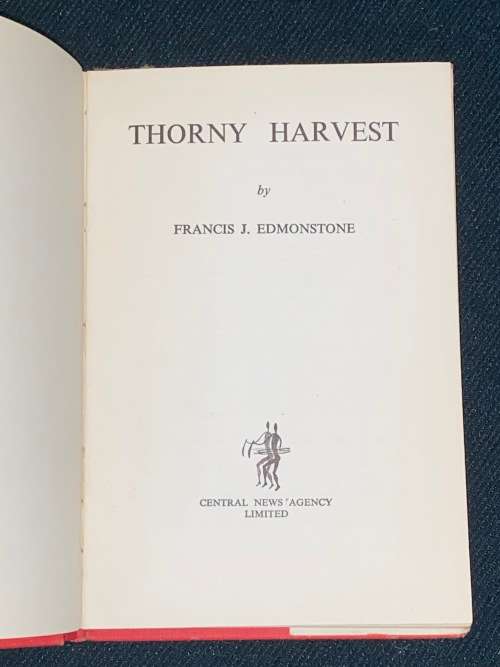 THORNY HARVEST
by
FRANCIS J. EDMONSTONE
CENTRAL NEWS AGENCY
LIMITED